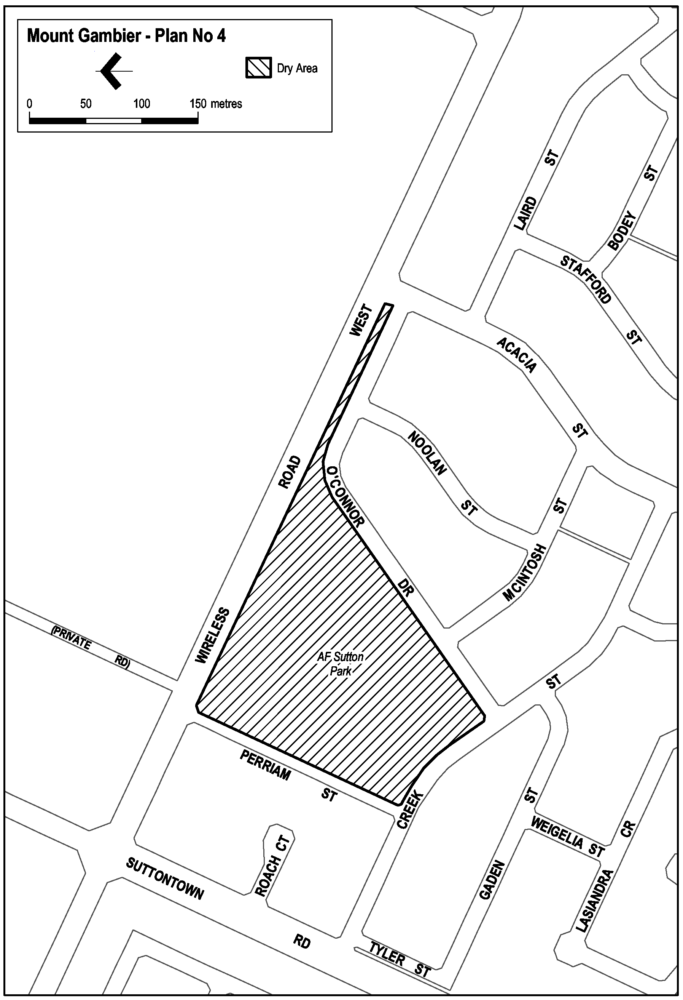 Mount Gambier - Plan No 4
Dry Area
0 50 100 150 metres
LAIRD ST
BODEY ST
STAFFORD ST
WIRELESS ROAD WEST
ACACIA ST
NOOLAN ST
O'CONNOR DR
MCINTOSH ST
(PRIVATE RD)
AF Sutton
Park
PERRIAM ST
CREEK ST
GADEN ST
WEIGELIA ST
LASIANDRA CR
ROACH CT
SUTTONTOWN RD
TYLER ST